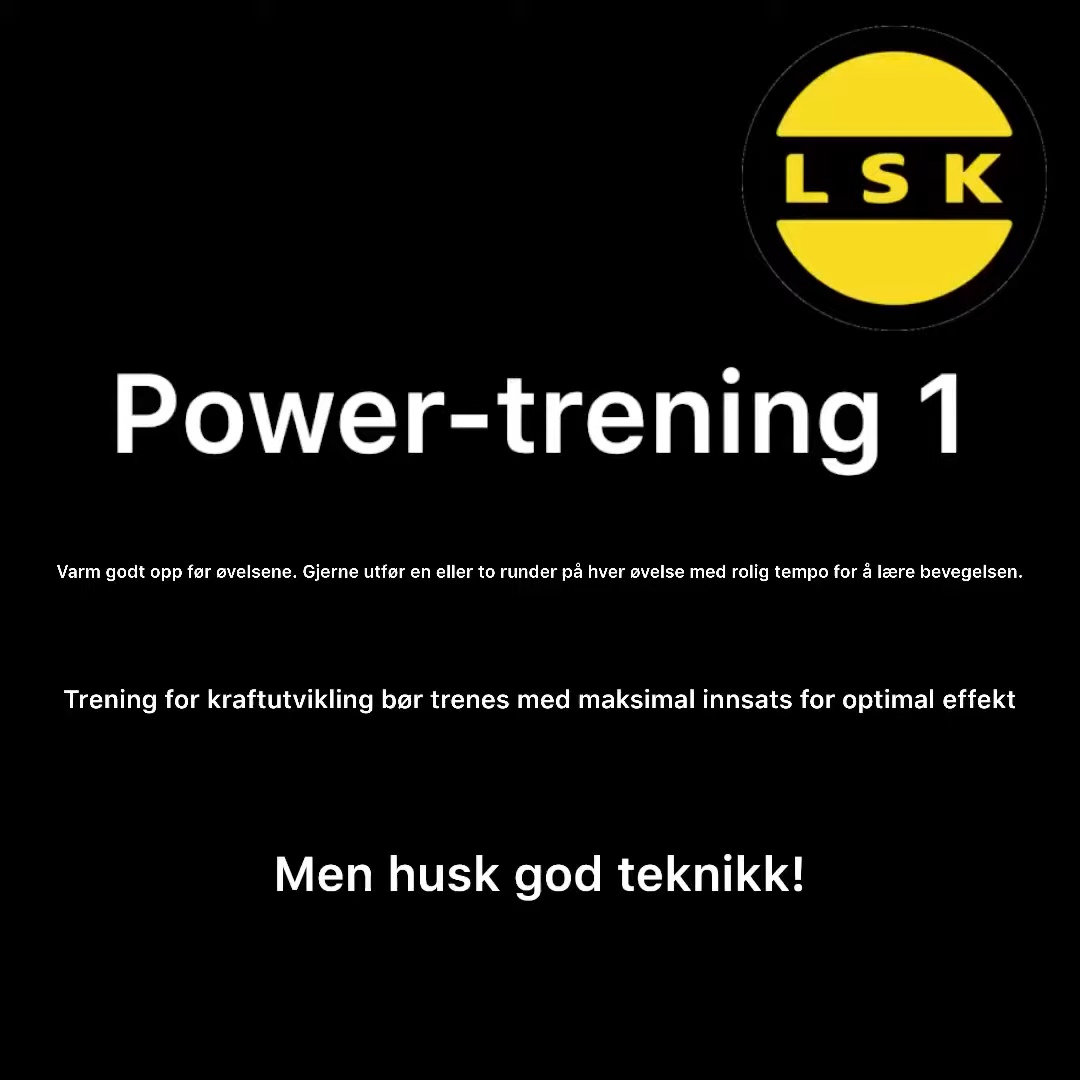 LSK
Power-trening 1
Varm godt opp før øvelsene. Gjerne utfør en eller to runder på hver øvelse med rolig tempo for å lære bevegelsen.
Trening for kraftutvikling bør trenes med maksimal innsats for optimal effekt
Men husk god teknikk!